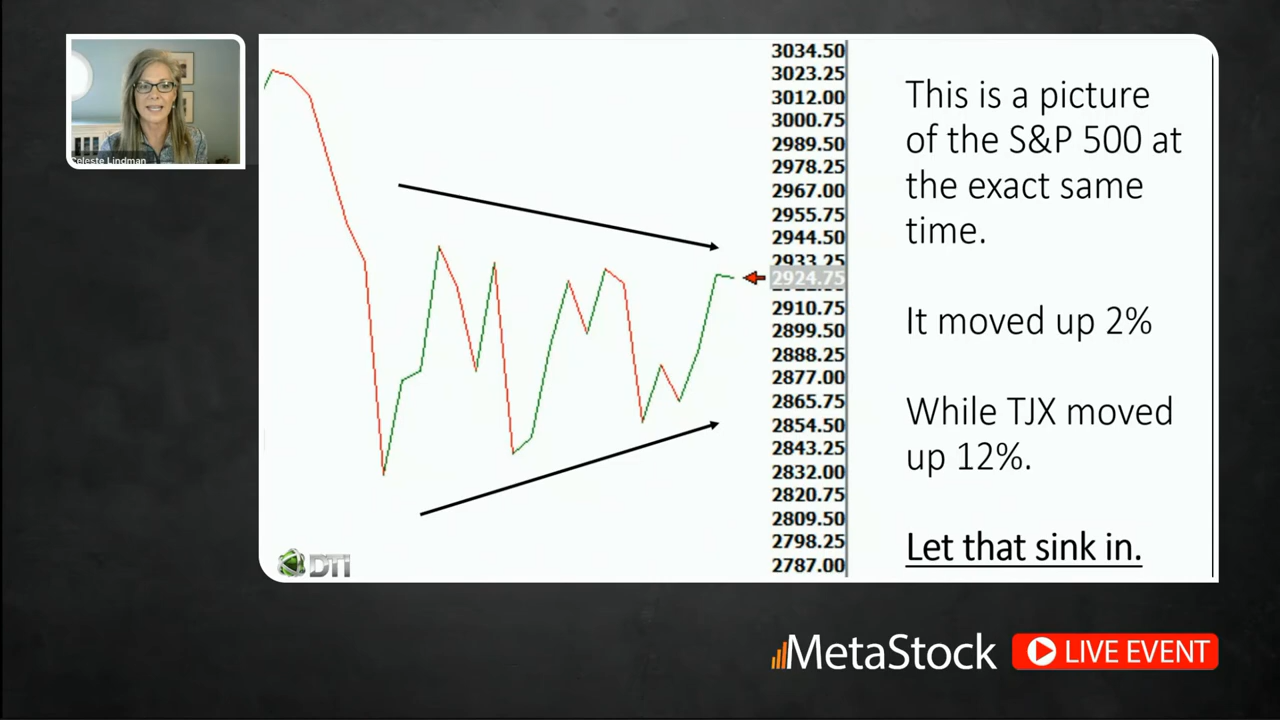 Celeste Lindman
3034.50
3023.25
3012.00
3000.75
2989.50
2978.25
2967.00
2955.75
2944.50
2933.25
2924.75
2910.75
2899.50
2888.25
2877.00
2865.75
2854.50
2843.25
2832.00
2820.75
2809.50
2798.25
2787.00
DTI
This is a picture
of the S&P 500 at
the exact same
time.
It moved up 2%
While TJX moved
up 12%.
Let that sink in.
MetaStock
LIVE EVENT